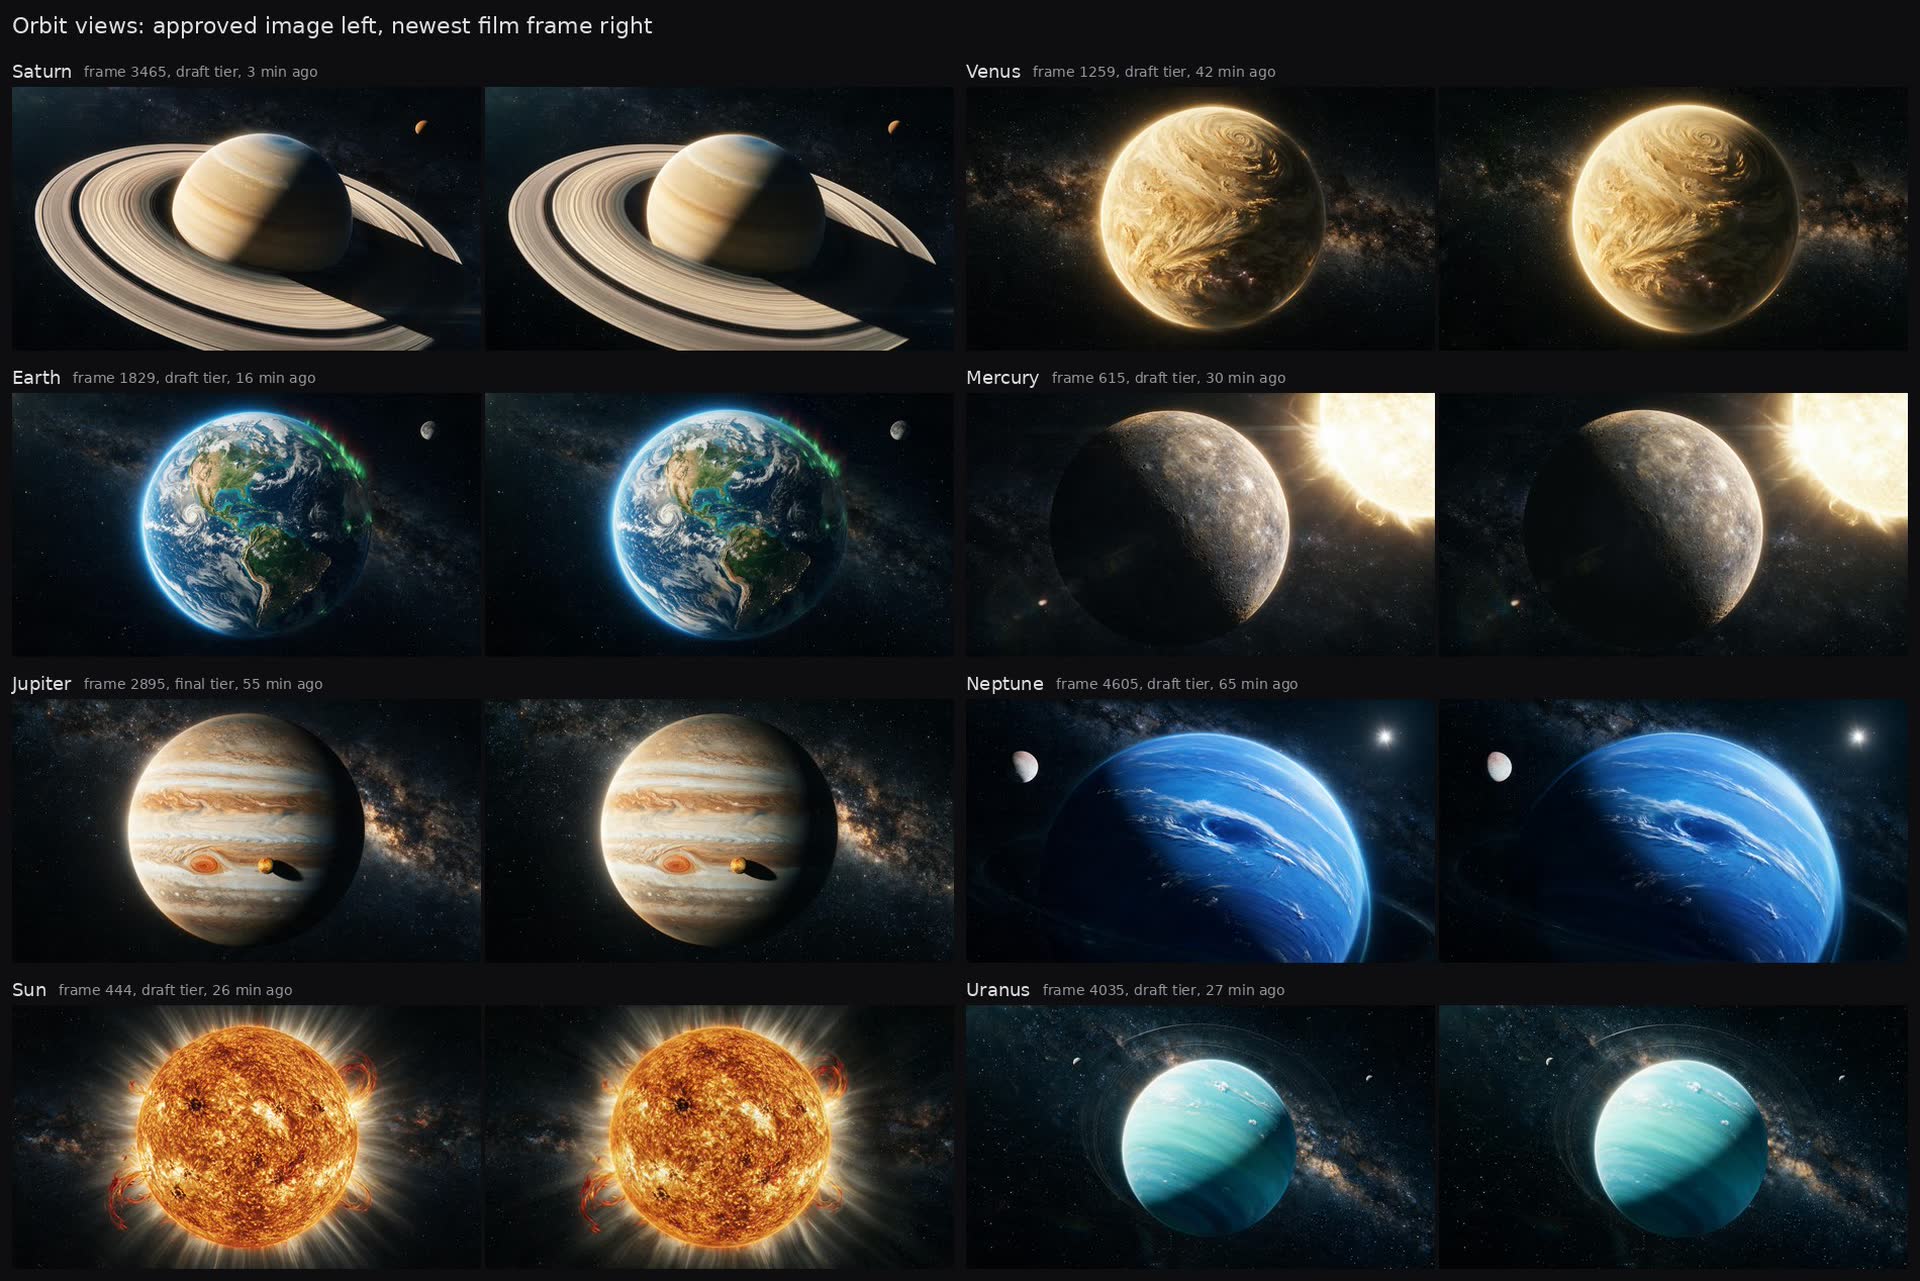 Orbit views: approved image left, newest film frame right
Saturn frame 3465, draft tier, 3 min ago
Venus frame 1259, draft tier, 42 min ago
Earth frame 1829, draft tier, 16 min ago
Mercury frame 615, draft tier, 30 min ago
Jupiter frame 2895, final tier, 55 min ago
Neptune frame 4605, draft tier, 65 min ago
Sun frame 444, draft tier, 26 min ago
Uranus frame 4035, draft tier, 27 min ago